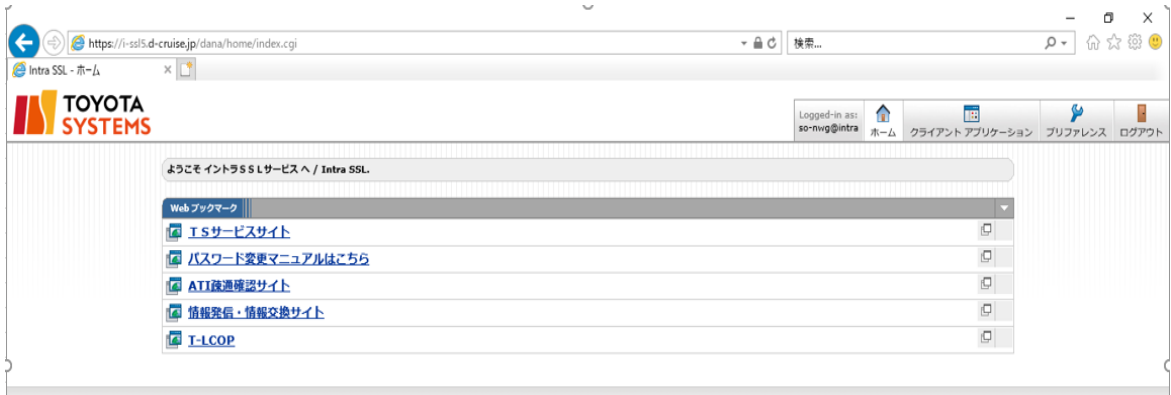 https://i-ssl5.d-cruise.jp/dana/home/index.cgi
検索...
Intra SSL - ホーム
TOYOTA
SYSTEMS
Logged-in as:
so-nwg@intra
ホーム
クライアント アプリケーション
プリファレンス
ログアウト
ようこそ イントラＳＳＬサービス へ / Intra SSL.
Web ブックマーク
ＴＳサービスサイト
パスワード変更マニュアルはこちら
ATI疎通確認サイト
情報発信・情報交換サイト
T-LCOP